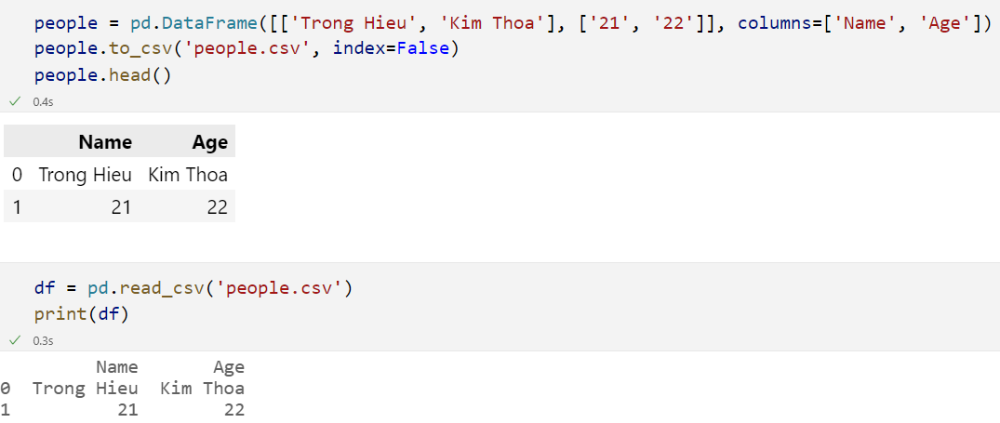 people = pd.DataFrame([['Trong Hieu', 'Kim Thoa'], ['21', '22']], columns=['Name', 'Age'])
people.to_csv('people.csv', index=False)
people.head()
✓ 0.4s
Name Age
0 Trong Hieu Kim Thoa
1 21 22
df = pd.read_csv('people.csv')
print(df)
✓ 0.3s
Name Age
0 Trong Hieu Kim Thoa
1 21 22